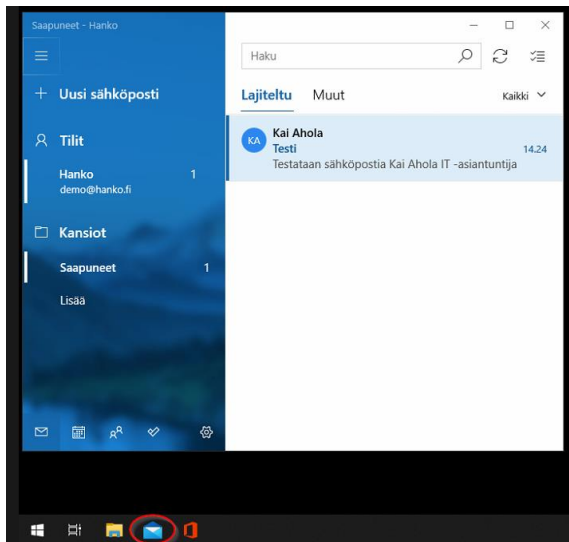 Saapuneet - Hanko
Haku
Uusi sähköposti
Lajiteltu Muut Kaikki
Tilit
KA Kai Ahola
Testi 14.24
Testataan sähköpostia Kai Ahola IT -asiantuntija
Hanko 1
demo@hanko.fi
Kansiot
Saapuneet 1
Lisää